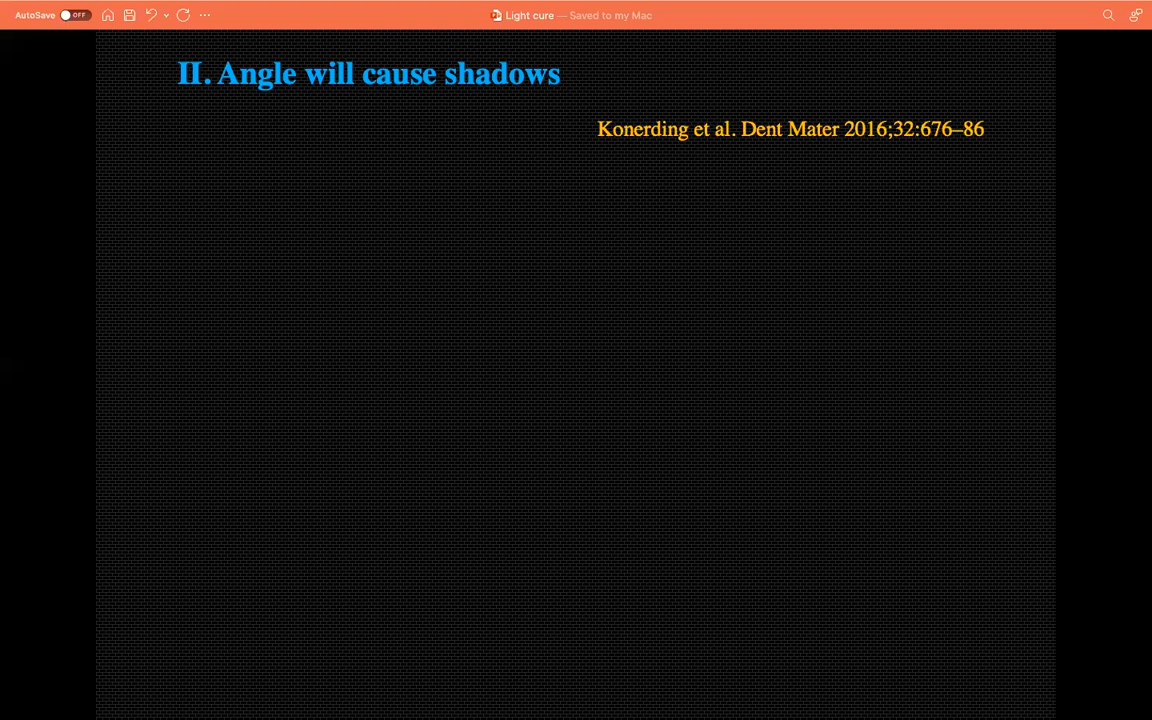 AutoSave OFF
Light cure — Saved to my Mac
II. Angle will cause shadows
Konerding et al. Dent Mater 2016;32:676–86